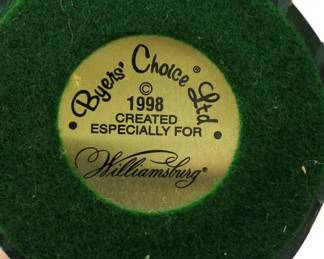 Byers' Choice® Ltd.
©
1998
CREATED
ESPECIALLY FOR
Williamsburg®